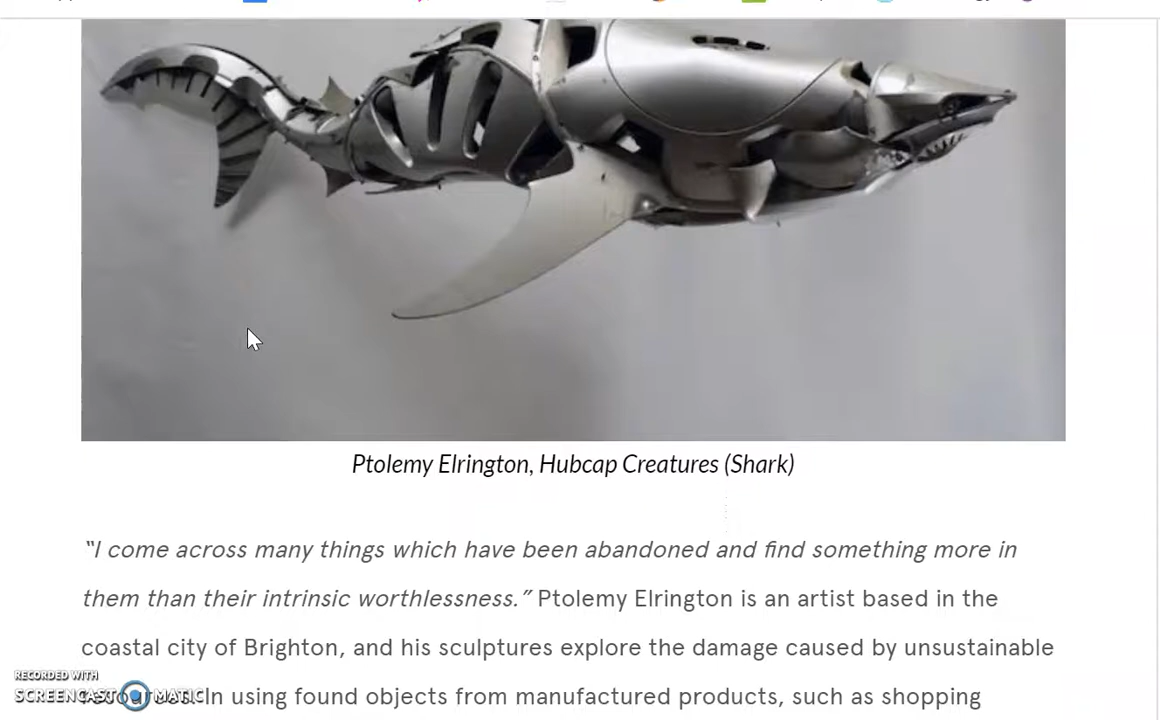 Ptolemy Elrington, Hubcap Creatures (Shark)
“I come across many things which have been abandoned and find something more in
them than their intrinsic worthlessness.” Ptolemy Elrington is an artist based in the
coastal city of Brighton, and his sculptures explore the damage caused by unsustainable
RECORDED WITH
SCREENCAST MATIC
In using found objects from manufactured products, such as shopping